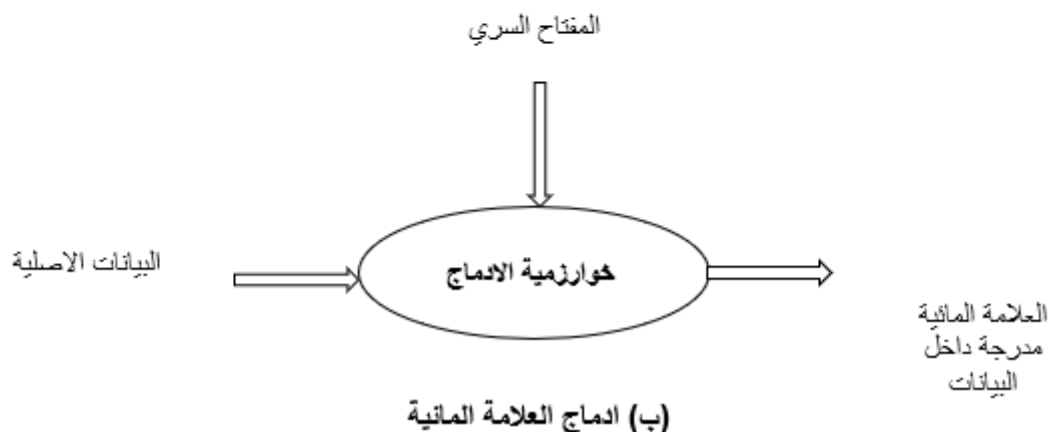 المفتاح السري
البيانات الاصلية
خوارزمية الادماج
العلامة المائية
مدرجة داخل
البيانات
(ب) ادماج العلامة المائية